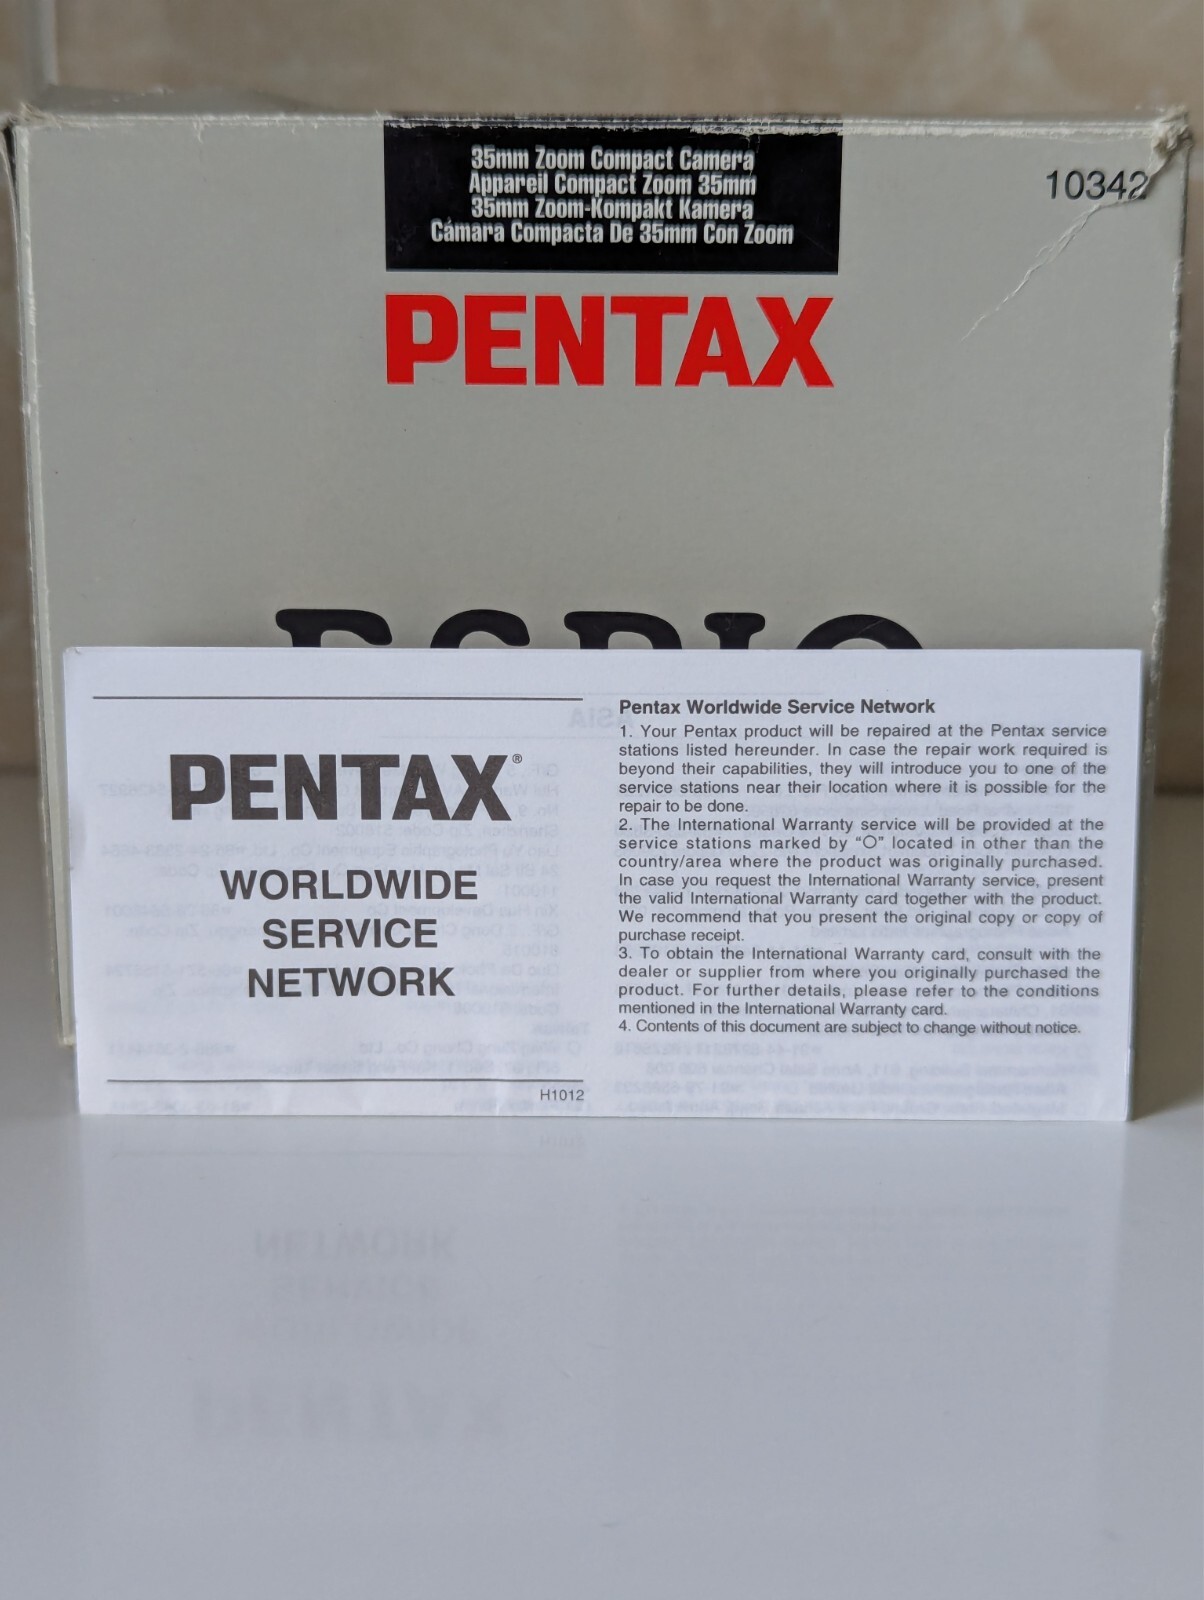 35mm Zoom Compact Camera
Appareil Compact Zoom 35mm
35mm Zoom-Kompakt Kamera
Cámara Compacta De 35mm Con Zoom
10342
PENTAX
ESPIO
PENTAX®
WORLDWIDE
SERVICE
NETWORK
H1012
Pentax Worldwide Service Network
1. Your Pentax product will be repaired at the Pentax service
stations listed hereunder. In case the repair work required is
beyond their capabilities, they will introduce you to one of the
service stations near their location where it is possible for the
repair to be done.
2. The International Warranty service will be provided at the
service stations marked by “O”. located in other than the
country/area where the product was originally purchased.
In case you request the International Warranty service, present
the valid International Warranty card together with the product.
We recommend that you present the original copy or copy of
purchase receipt.
3. To obtain the International Warranty card, consult with the
dealer or supplier from where you originally purchased the
product. For further details, please refer to the conditions
mentioned in the International Warranty card.
4. Contents of this document are subject to change without notice.